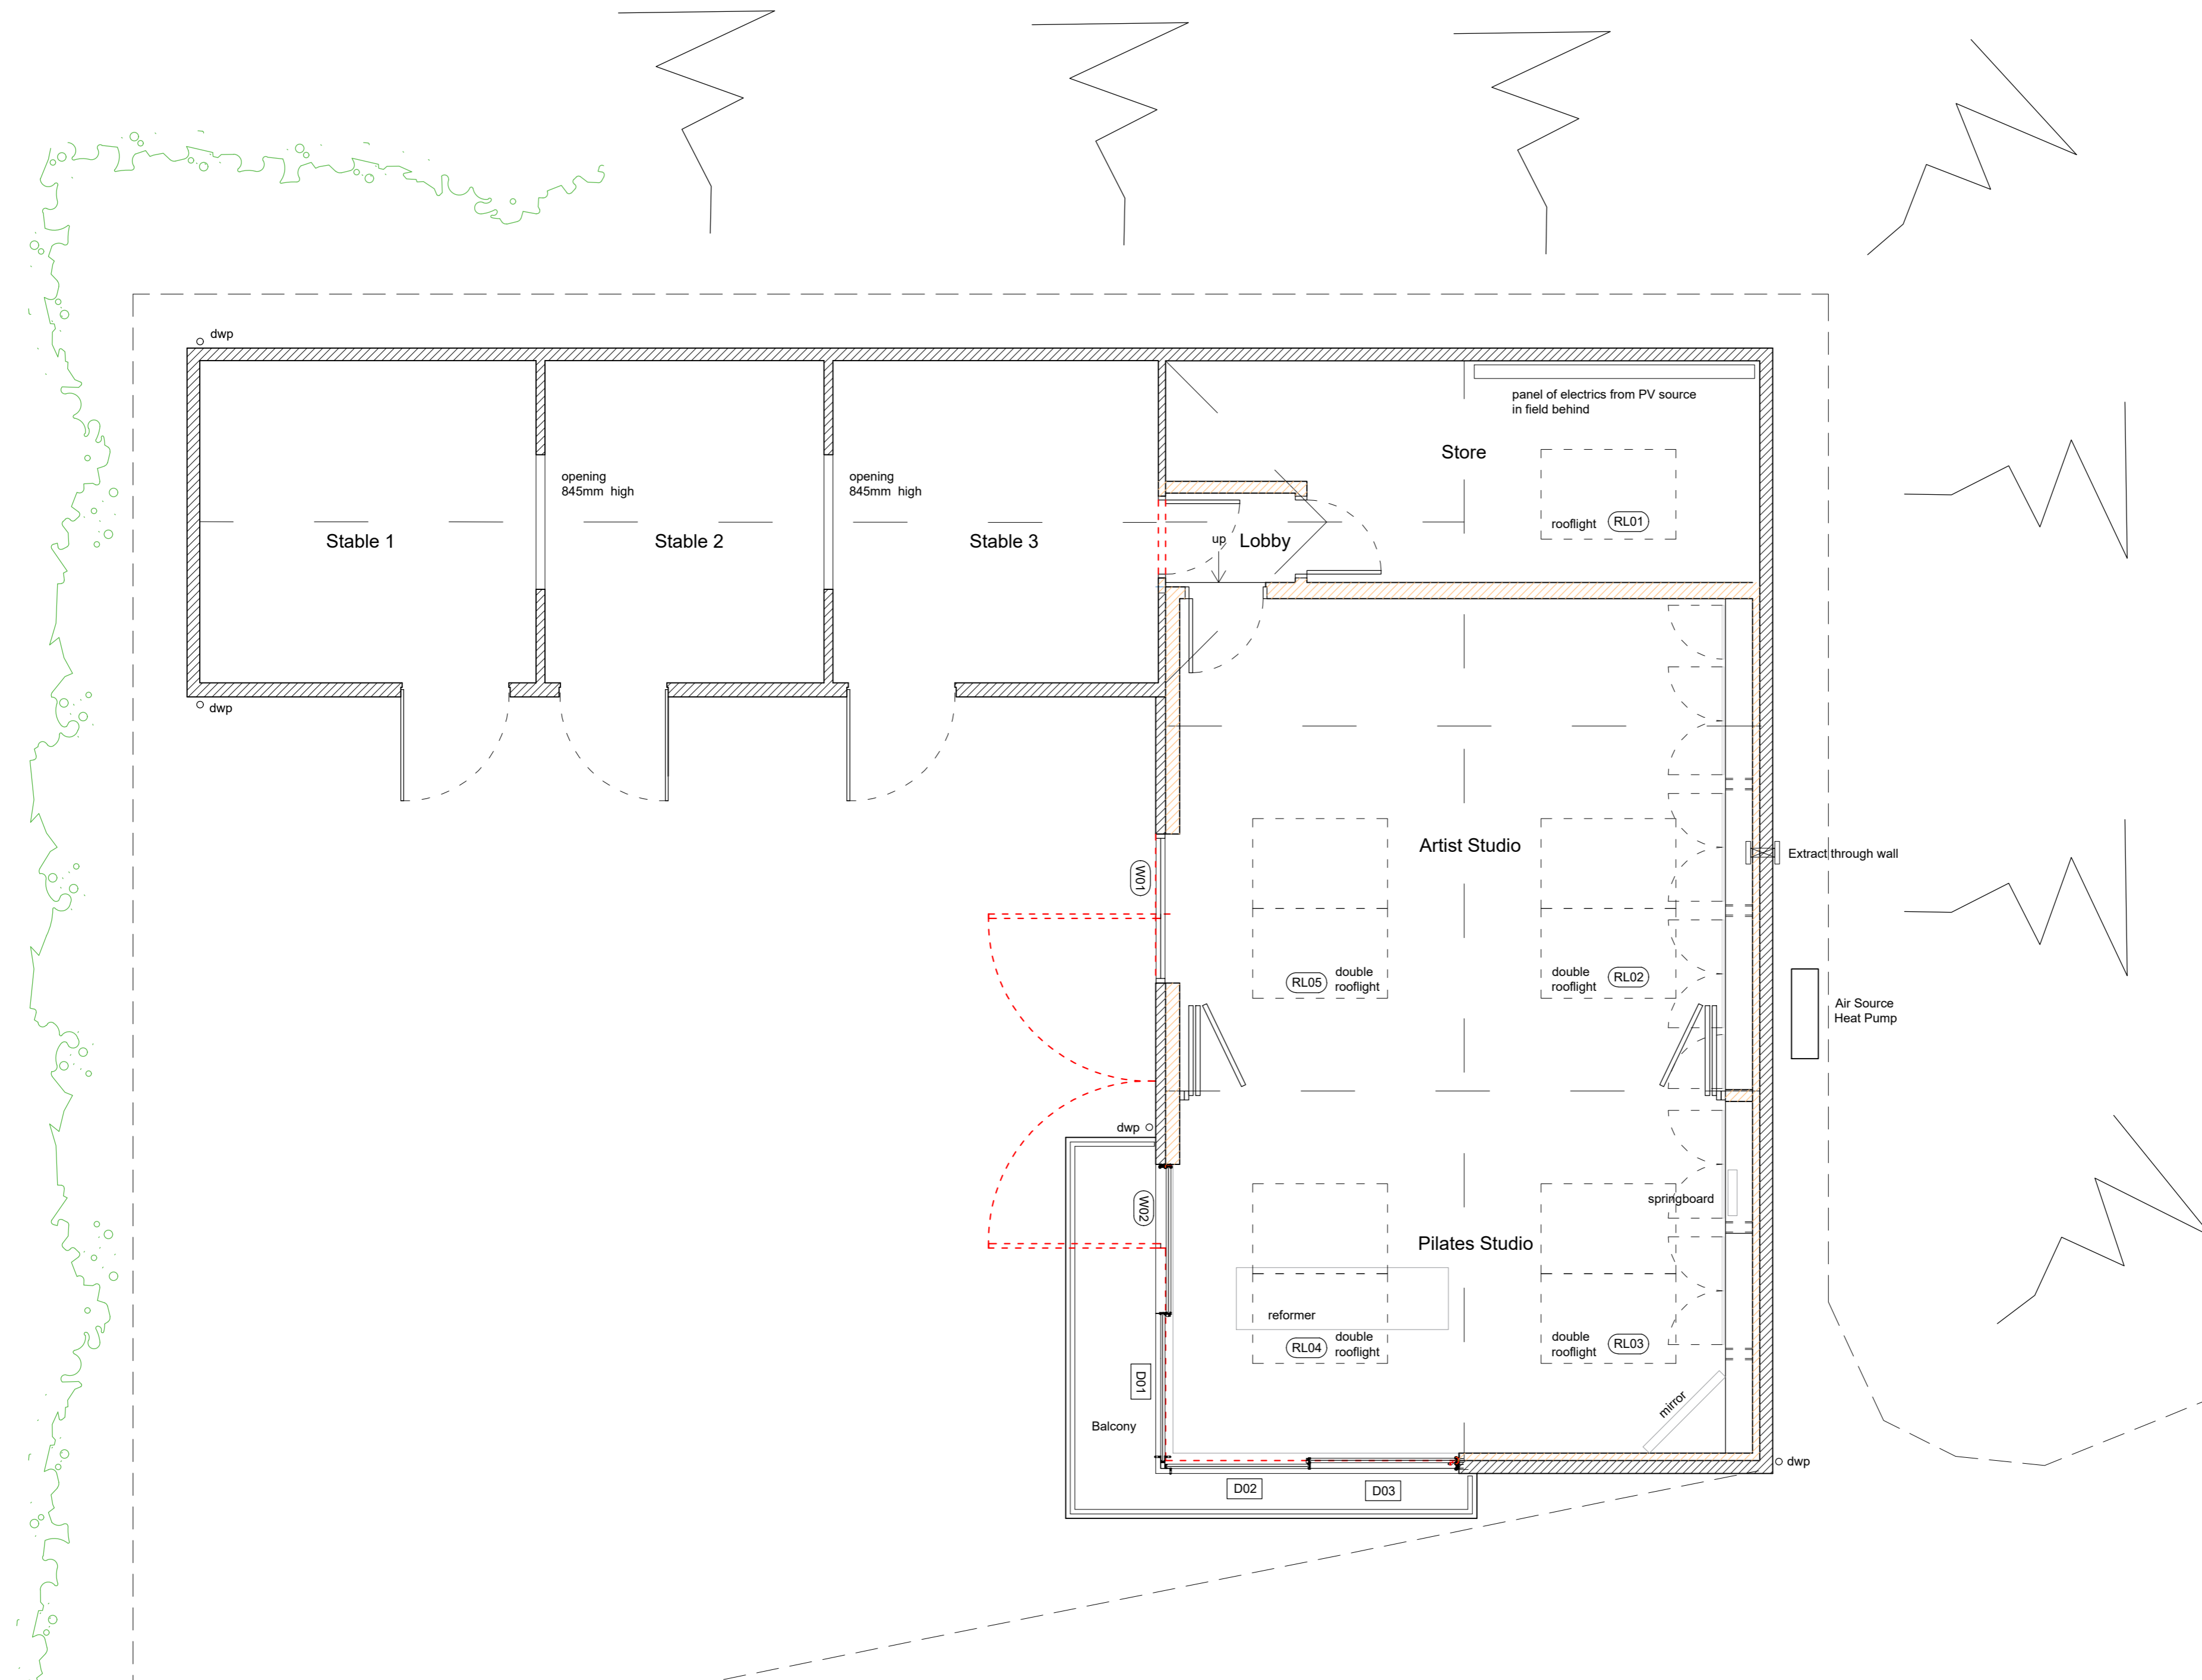 dwp
panel of electrics from PV source
in field behind
Store
opening
845mm  high
opening
845mm  high
rooflight
RL01
Stable 1
Stable 2
Stable 3
up
Lobby
dwp
Artist Studio
Extract through wall
W01
RL05
double
rooflight
double
rooflight
RL02
Air Source
Heat Pump
dwp
springboard
W02
Pilates Studio
reformer
RL04
double
rooflight
double
rooflight
RL03
D01
mirror
Balcony
dwp
D02
D03